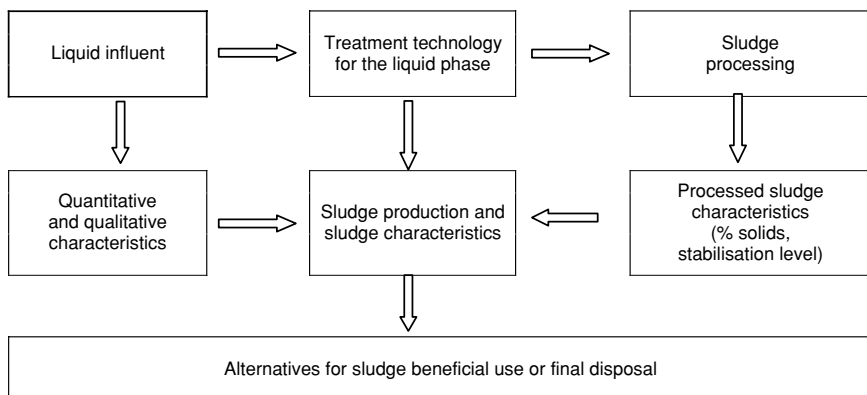 Liquid influent
Treatment technology
for the liquid phase
Sludge
processing
Quantitative
and qualitative
characteristics
Sludge production and
sludge characteristics
Processed sludge
characteristics
(% solids,
stabilisation level)
Alternatives for sludge beneficial use or final disposal